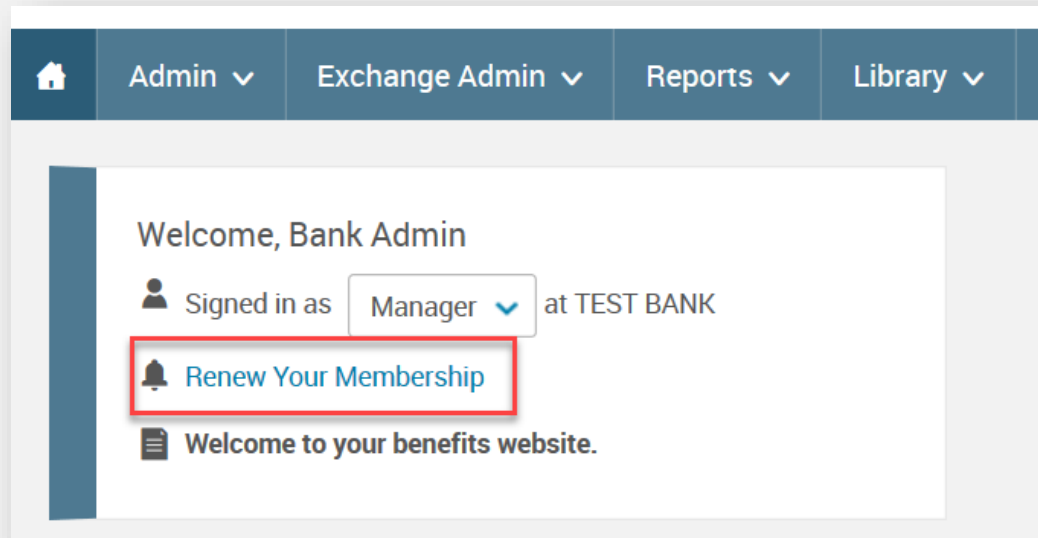 Admin Exchange Admin Reports Library
Welcome, Bank Admin
Signed in as Manager at TEST BANK
Renew Your Membership
Welcome to your benefits website.